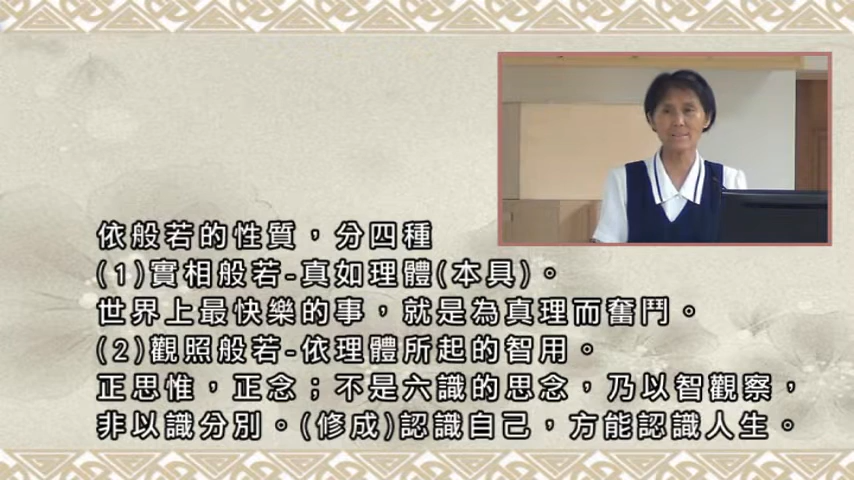 依般若的性質，分四種
(1)實相般若-真如理體(本具)。
世界上最快樂的事，就是為真理而奮鬥。
(2)觀照般若-依理體所起的智用。
正思惟，正念；不是六識的思念，乃以智觀察，
非以識分別。(修成)認識自己，方能認識人生。